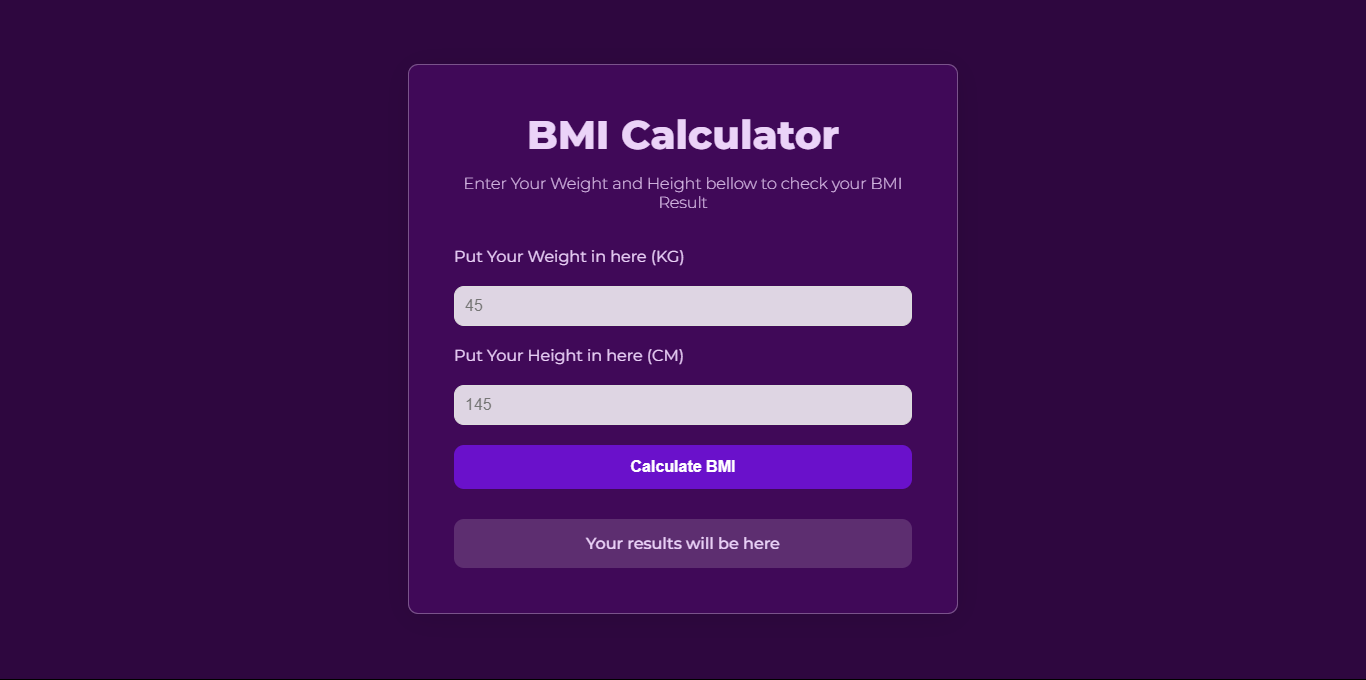 BMI Calculator
Enter Your Weight and Height bellow to check your BMI
Result
Put Your Weight in here (KG)
45
Put Your Height in here (CM)
145
Calculate BMI
Your results will be here